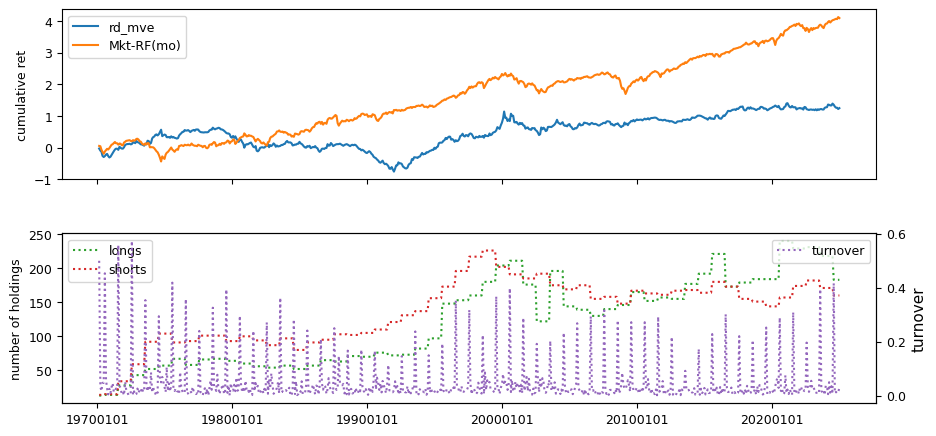 4
3
2
1
0
−1
cumulative ret
rd_mve
Mkt-RF(mo)
250
200
150
100
50
number of holdings
longs
shorts
turnover
0.6
0.4
0.2
0.0
turnover
19700101 19800101 19900101 20000101 20100101 20200101